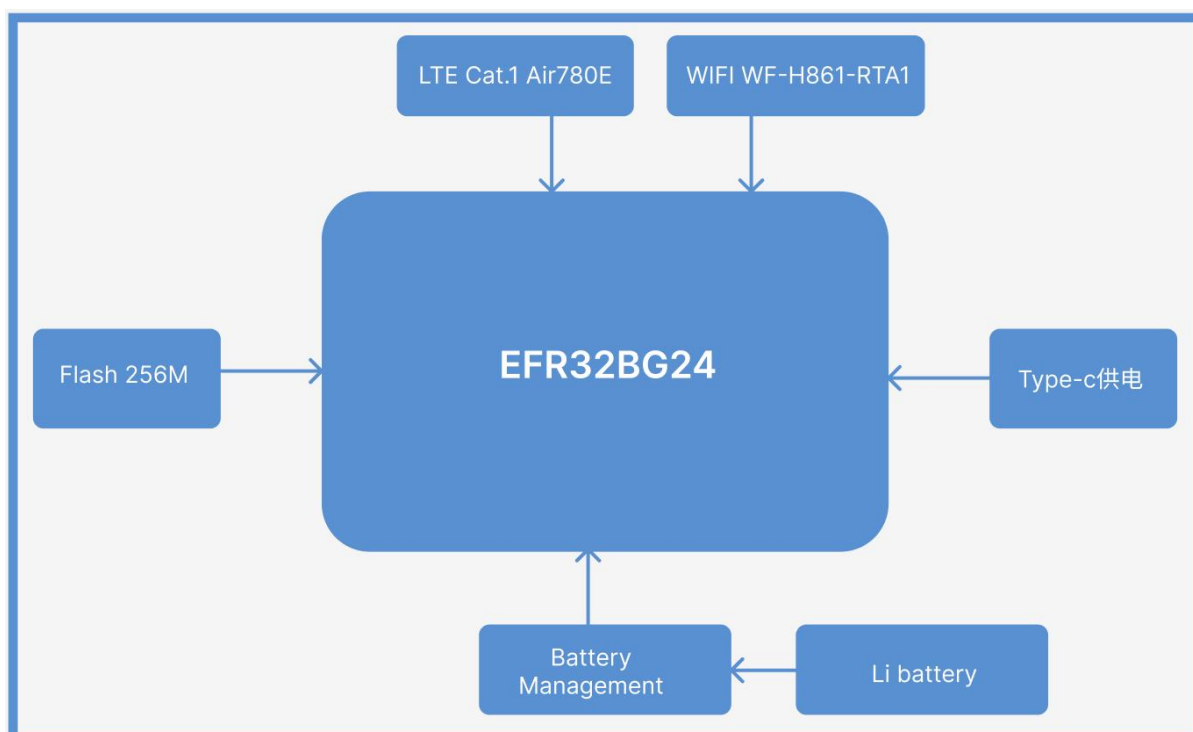 LTE Cat.1 Air780E
WIFI WF-H861-RTA1
EFR32BG24
Flash 256M
Type-c供电
Battery
Management
Li battery